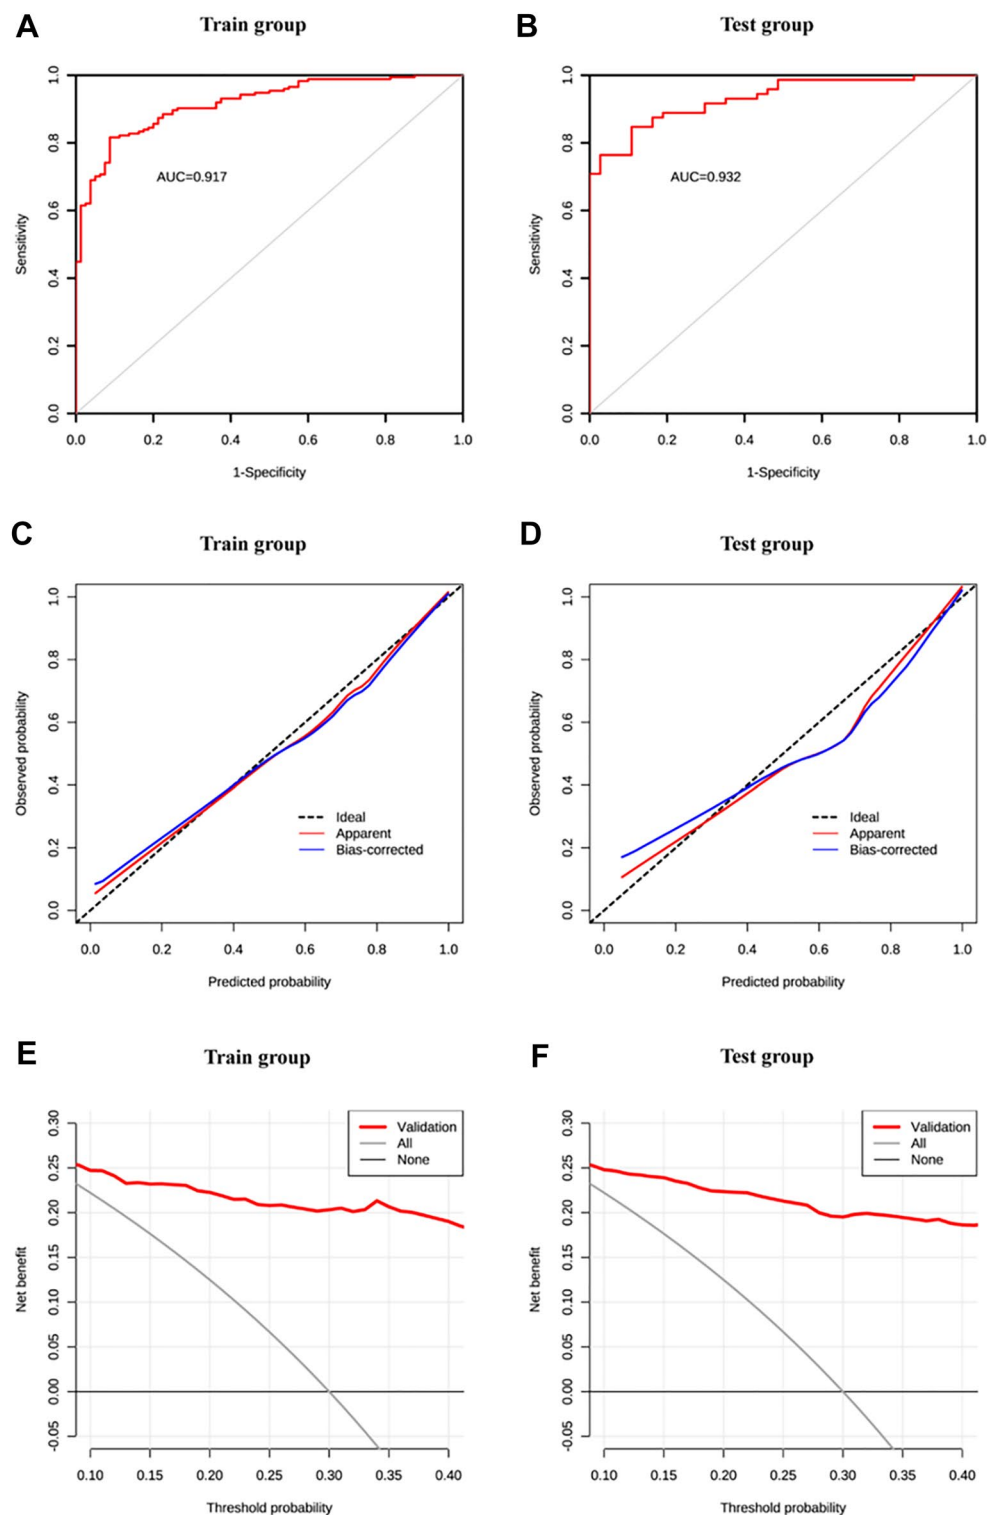 A
Train group
1.0
0.8
0.6
0.4
0.2
0.0
Sensitivity
AUC=0.917
0.0 0.2 0.4 0.6 0.8 1.0
1-Specificity
B
Test group
1.0
0.8
0.6
0.4
0.2
0.0
Sensitivity
AUC=0.932
0.0 0.2 0.4 0.6 0.8 1.0
1-Specificity
C
Train group
1.0
0.8
0.6
0.4
0.2
0.0
Observed probability
Ideal
Apparent
Bias-corrected
0.0 0.2 0.4 0.6 0.8 1.0
Predicted probability
D
Test group
1.0
0.8
0.6
0.4
0.2
0.0
Observed probability
Ideal
Apparent
Bias-corrected
0.0 0.2 0.4 0.6 0.8 1.0
Predicted probability
E
Train group
0.30
0.25
0.20
0.15
0.10
0.05
0.00
-0.05
Net benefit
Validation
All
None
0.10 0.15 0.20 0.25 0.30 0.35 0.40
Threshold probability
F
Test group
0.30
0.25
0.20
0.15
0.10
0.05
0.00
-0.05
Net benefit
Validation
All
None
0.10 0.15 0.20 0.25 0.30 0.35 0.40
Threshold probability